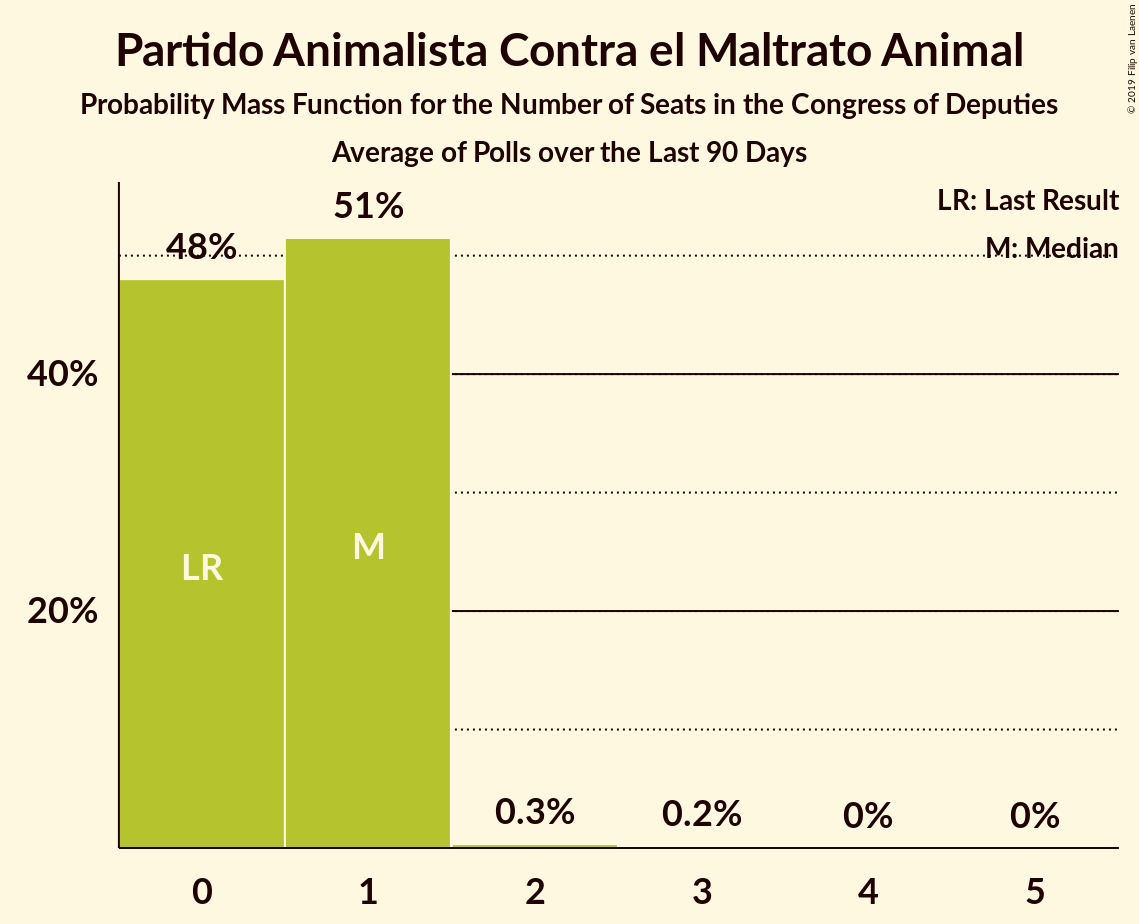 Partido Animalista Contra el Maltrato Animal
Probability Mass Function for the Number of Seats in the Congress of Deputies
Average of Polls over the Last 90 Days
© 2019 Filip van Laenen
LR: Last Result
M: Median
51%
48%
40%
20%
LR
M
0.3%
0.2%
0%
0%
0
1
2
3
4
5